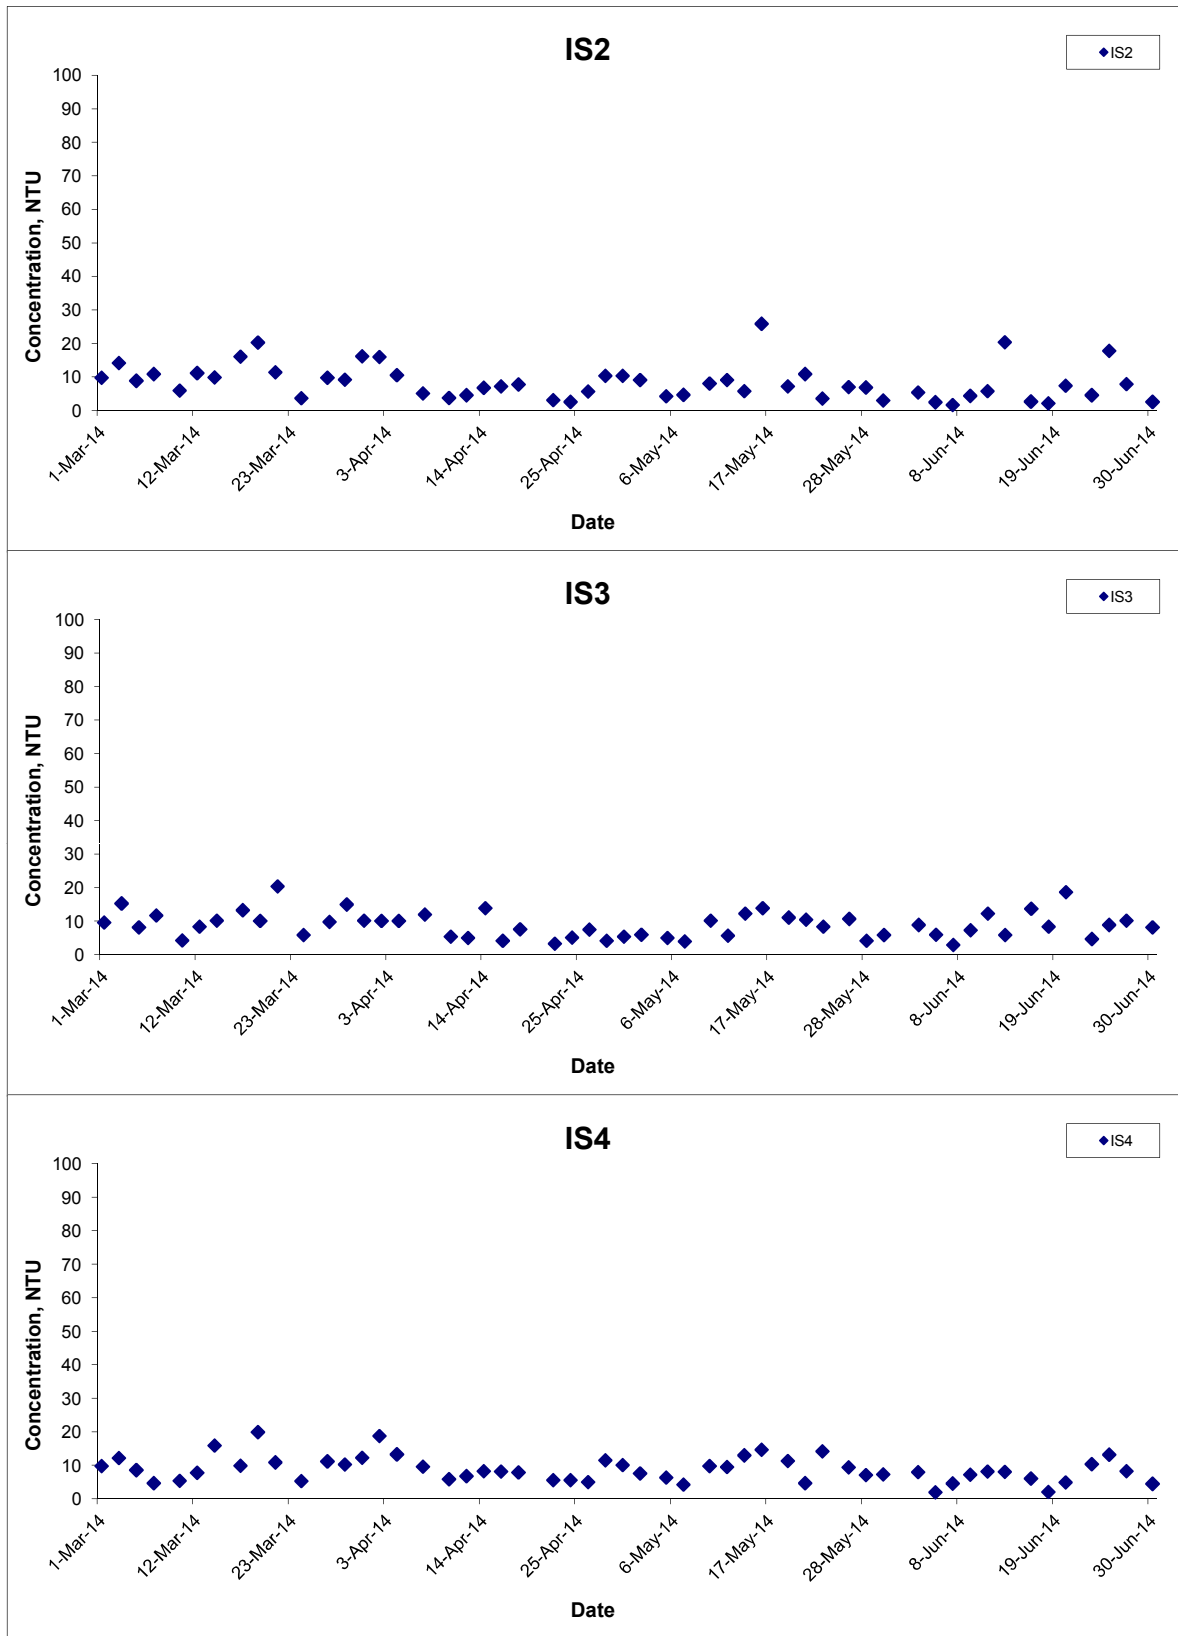 IS2
IS2
100
90
80
70
60
50
40
30
20
10
0
Concentration, NTU
1-Mar-14
12-Mar-14
23-Mar-14
3-Apr-14
14-Apr-14
25-Apr-14
6-May-14
17-May-14
28-May-14
8-Jun-14
19-Jun-14
30-Jun-14
Date
IS3
IS3
100
90
80
70
60
50
40
30
20
10
0
Concentration, NTU
1-Mar-14
12-Mar-14
23-Mar-14
3-Apr-14
14-Apr-14
25-Apr-14
6-May-14
17-May-14
28-May-14
8-Jun-14
19-Jun-14
30-Jun-14
Date
IS4
IS4
100
90
80
70
60
50
40
30
20
10
0
Concentration, NTU
1-Mar-14
12-Mar-14
23-Mar-14
3-Apr-14
14-Apr-14
25-Apr-14
6-May-14
17-May-14
28-May-14
8-Jun-14
19-Jun-14
30-Jun-14
Date